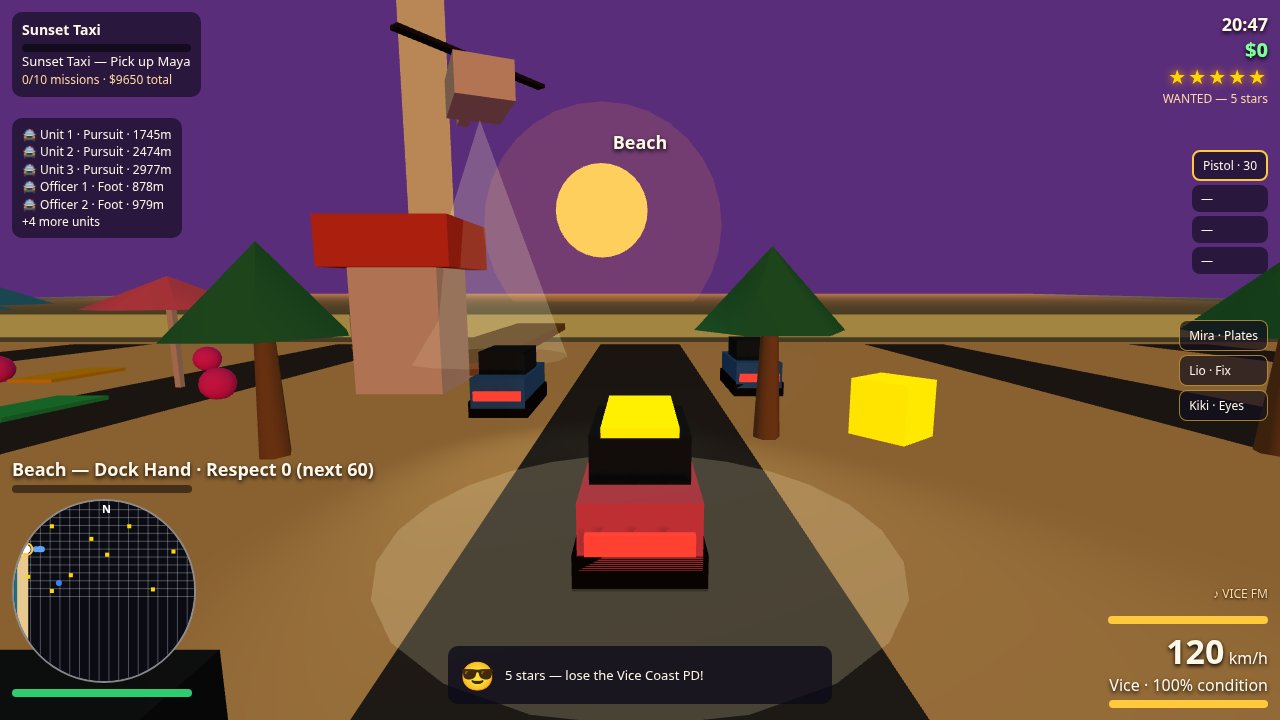 Sunset Taxi
Sunset Taxi — Pick up Maya
0/10 missions · $9650 total
Unit 1 · Pursuit · 1745m
Unit 2 · Pursuit · 2474m
Unit 3 · Pursuit · 2977m
Officer 1 · Foot · 878m
Officer 2 · Foot · 979m
+4 more units
Beach
20:47
$0
★★★★★
WANTED — 5 stars
Pistol · 30
—
—
—
Mira · Plates
Lio · Fix
Kiki · Eyes
Beach — Dock Hand · Respect 0 (next 60)
N
5 stars — lose the Vice Coast PD!
♪ VICE FM
120 km/h
Vice · 100% condition